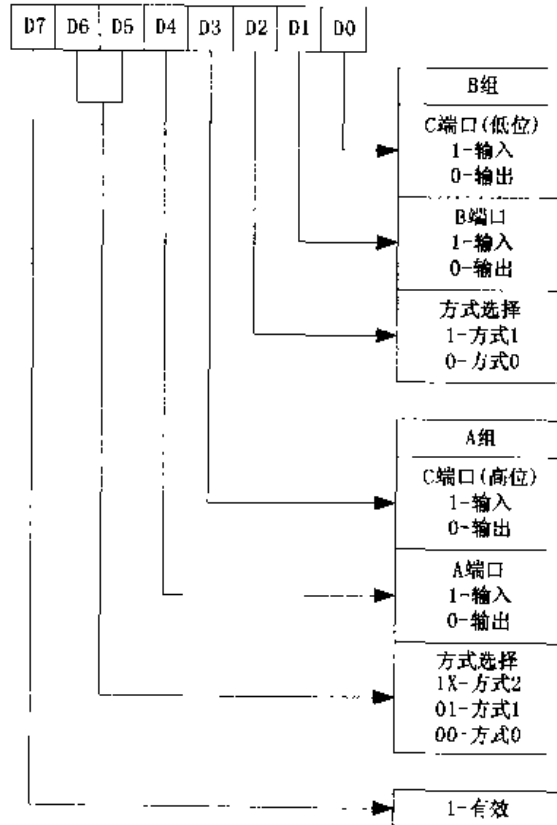 D7 D6 D5 D4 D3 D2 D1 D0
B组
C端口(低位)
1-输入
0-输出
B端口
1-输入
0-输出
方式选择
1-方式1
0-方式0
A组
C端口(高位)
1-输入
0-输出
A端口
1-输入
0-输出
方式选择
1X-方式2
01-方式1
00-方式0
1-有效